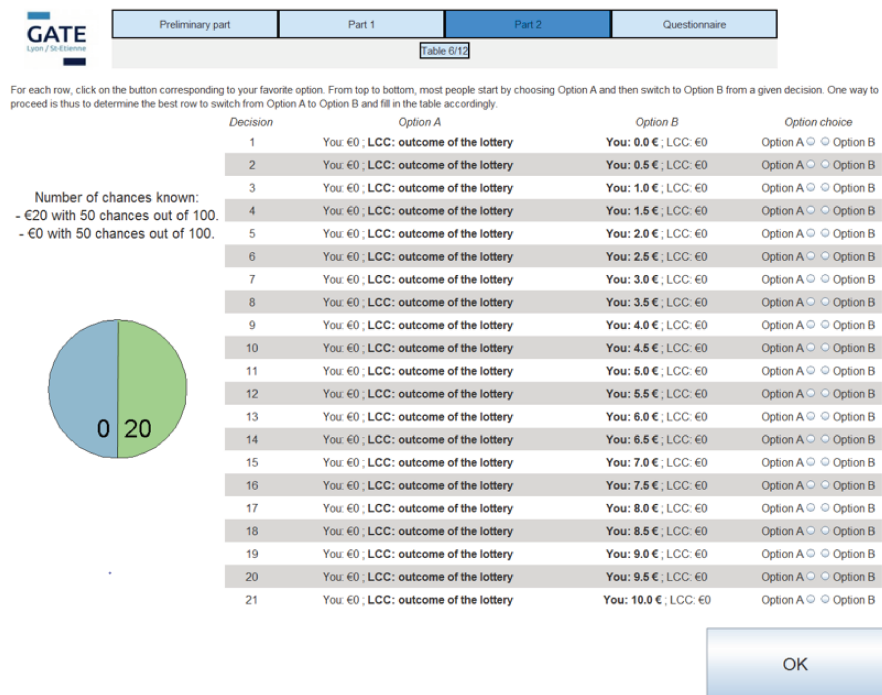 GATE
Lyon / St-Etienne
Preliminary part
Part 1
Part 2
Questionnaire
Table 6/12
For each row, click on the button corresponding to your favorite option. From top to bottom, most people start by choosing Option A and then switch to Option B from a given decision. One way to
proceed is thus to determine the best row to switch from Option A to Option B and fill in the table accordingly.
Decision Option A Option B Option choice
1 You: €0 ; LCC: outcome of the lottery You: 0.0 € ; LCC: €0 Option A Option B
2 You: €0 ; LCC: outcome of the lottery You: 0.5 € ; LCC: €0 Option A Option B
3 You: €0 ; LCC: outcome of the lottery You: 1.0 € ; LCC: €0 Option A Option B
4 You: €0 ; LCC: outcome of the lottery You: 1.5 € ; LCC: €0 Option A Option B
5 You: €0 ; LCC: outcome of the lottery You: 2.0 € ; LCC: €0 Option A Option B
6 You: €0 ; LCC: outcome of the lottery You: 2.5 € ; LCC: €0 Option A Option B
7 You: €0 ; LCC: outcome of the lottery You: 3.0 € ; LCC: €0 Option A Option B
8 You: €0 ; LCC: outcome of the lottery You: 3.5 € ; LCC: €0 Option A Option B
9 You: €0 ; LCC: outcome of the lottery You: 4.0 € ; LCC: €0 Option A Option B
10 You: €0 ; LCC: outcome of the lottery You: 4.5 € ; LCC: €0 Option A Option B
11 You: €0 ; LCC: outcome of the lottery You: 5.0 € ; LCC: €0 Option A Option B
12 You: €0 ; LCC: outcome of the lottery You: 5.5 € ; LCC: €0 Option A Option B
13 You: €0 ; LCC: outcome of the lottery You: 6.0 € ; LCC: €0 Option A Option B
14 You: €0 ; LCC: outcome of the lottery You: 6.5 € ; LCC: €0 Option A Option B
15 You: €0 ; LCC: outcome of the lottery You: 7.0 € ; LCC: €0 Option A Option B
16 You: €0 ; LCC: outcome of the lottery You: 7.5 € ; LCC: €0 Option A Option B
17 You: €0 ; LCC: outcome of the lottery You: 8.0 € ; LCC: €0 Option A Option B
18 You: €0 ; LCC: outcome of the lottery You: 8.5 € ; LCC: €0 Option A Option B
19 You: €0 ; LCC: outcome of the lottery You: 9.0 € ; LCC: €0 Option A Option B
20 You: €0 ; LCC: outcome of the lottery You: 9.5 € ; LCC: €0 Option A Option B
21 You: €0 ; LCC: outcome of the lottery You: 10.0 € ; LCC: €0 Option A Option B
Number of chances known:
- €20 with 50 chances out of 100.
- €0 with 50 chances out of 100.
0 20
OK